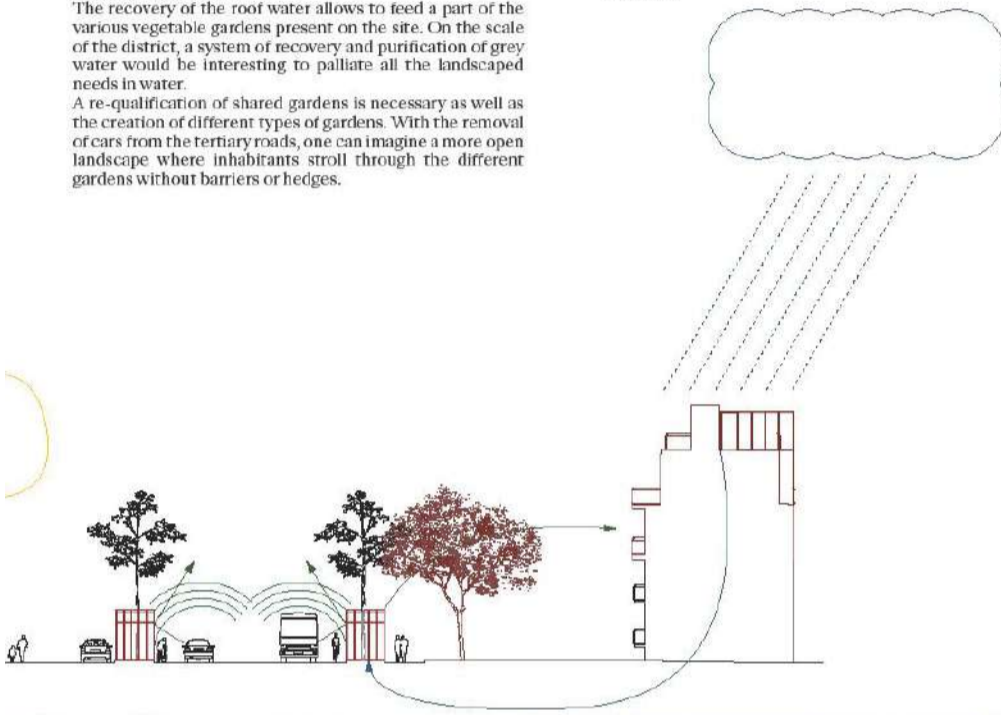 The recovery of the roof water allows to feed a part of the
various vegetable gardens present on the site. On the scale
of the district, a system of recovery and purification of grey
water would be interesting to palliate all the landscaped
needs in water.
A re-qualification of shared gardens is necessary as well as
the creation of different types of gardens. With the removal
of cars from the tertiary roads, one can imagine a more open
landscape where inhabitants stroll through the different
gardens without barriers or hedges.